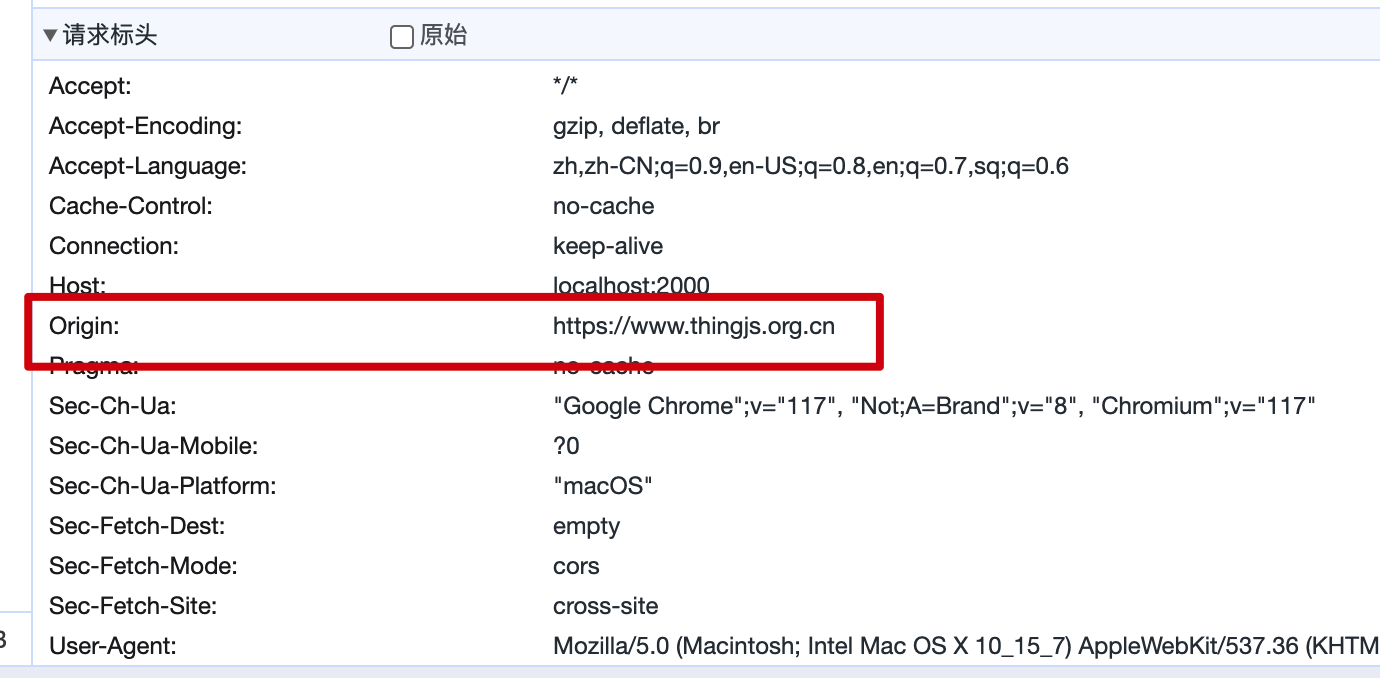 ▼请求标头 原始
Accept: */*
Accept-Encoding: gzip, deflate, br
Accept-Language: zh,zh-CN;q=0.9,en-US;q=0.8,en;q=0.7,sq;q=0.6
Cache-Control: no-cache
Connection: keep-alive
Host: localhost:2000
Origin: https://www.thingjs.org.cn
Pragma: no-cache
Sec-Ch-Ua: "Google Chrome";v="117", "Not;A=Brand";v="8", "Chromium";v="117"
Sec-Ch-Ua-Mobile: ?0
Sec-Ch-Ua-Platform: "macOS"
Sec-Fetch-Dest: empty
Sec-Fetch-Mode: cors
Sec-Fetch-Site: cross-site
User-Agent: Mozilla/5.0 (Macintosh; Intel Mac OS X 10_15_7) AppleWebKit/537.36 (KHTM